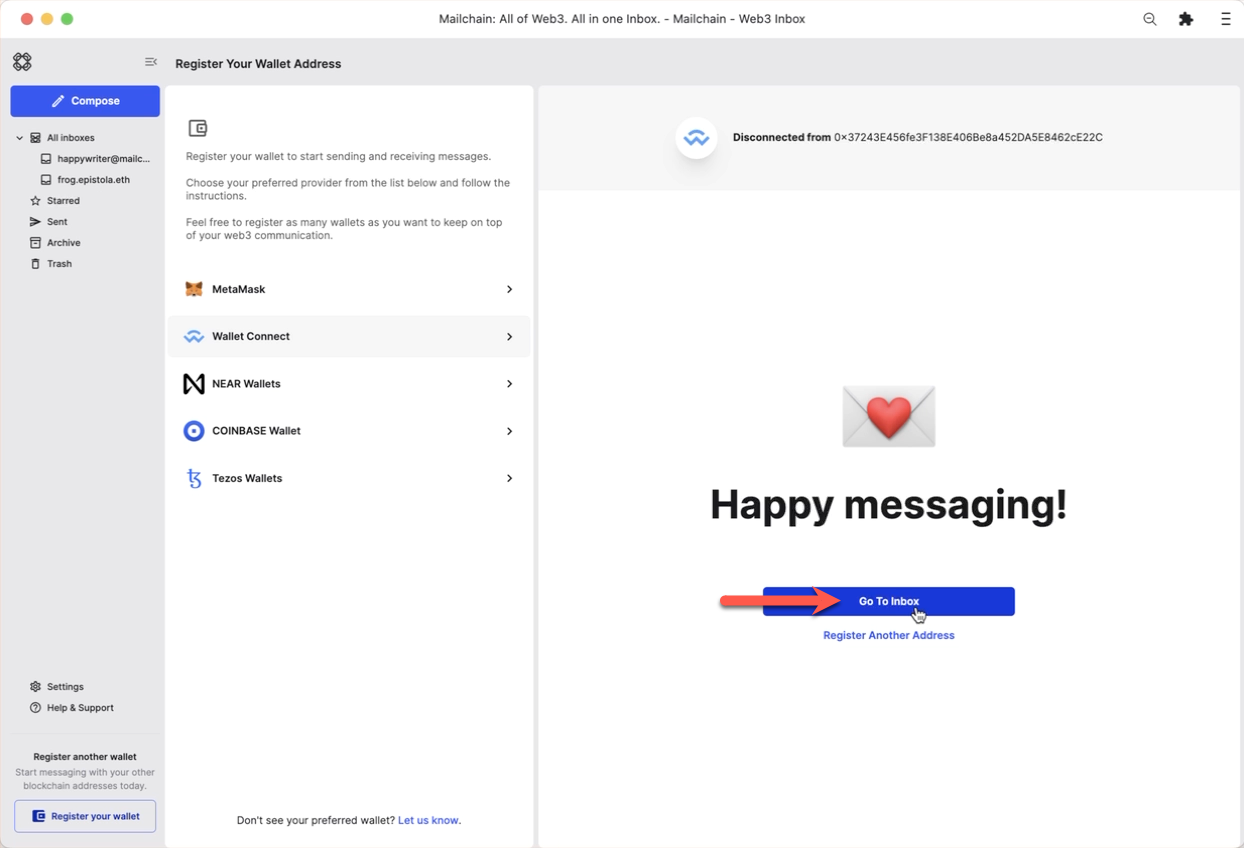 Mailchain: All of Web3. All in one Inbox. - Mailchain - Web3 Inbox
Register Your Wallet Address
Compose
All inboxes
happywriter@mailc...
frog.epistola.eth
Starred
Sent
Archive
Trash
Settings
Help & Support
Register another wallet
Start messaging with your other
blockchain addresses today.
Register your wallet
Register your wallet to start sending and receiving messages.
Choose your preferred provider from the list below and follow the
instructions.
Feel free to register as many wallets as you want to keep on top
of your web3 communication.
MetaMask
Wallet Connect
NEAR Wallets
COINBASE Wallet
Tezos Wallets
Don't see your preferred wallet? Let us know.
Disconnected from 0×37243E456fe3F138E406Be8a452DA5E8462cE22C
Happy messaging!
Go To Inbox
Register Another Address